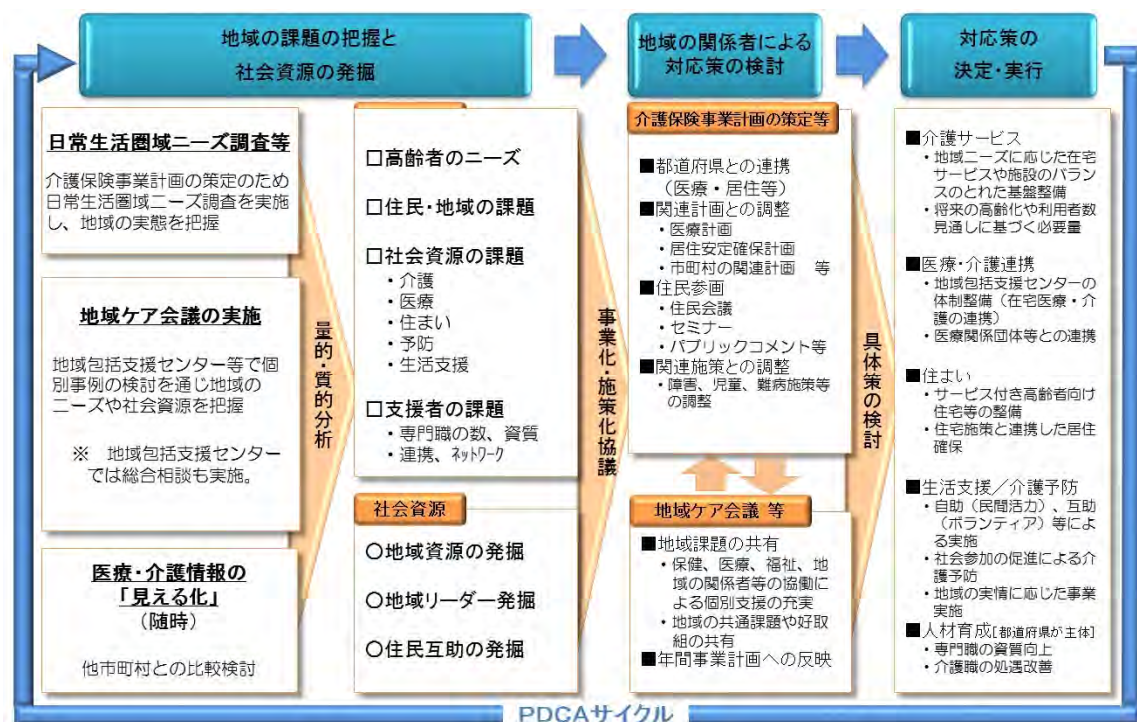 地域の課題の把握と
社会資源の発掘
地域の関係者による
対応策の検討
対応策の
決定・実行
日常生活圏域ニーズ調査等
介護保険事業計画の策定のため
日常生活圏域ニーズ調査を実施
し、地域の実態を把握
地域ケア会議の実施
地域包括支援センター等で個
別事例の検討を通じ地域の
ニーズや社会資源を把握
※ 地域包括支援センター
では総合相談も実施。
医療・介護情報の
「見える化」
(随時)
他市町村との比較検討
量的・質的分析
□高齢者のニーズ
□住民・地域の課題
□社会資源の課題
・介護
・医療
・住まい
・予防
・生活支援
□支援者の課題
・専門職の数、資質
・連携、ネットワーク
社会資源
○地域資源の発掘
○地域リーダー発掘
○住民互助の発掘
事業化・施策化協議
介護保険事業計画の策定等
■都道府県との連携
(医療・居住等)
■関連計画との調整
・医療計画
・居住安定確保計画
・市町村の関連計画 等
■住民参画
・住民会議
・セミナー
・パブリックコメント等
■関連施策との調整
・障害、児童、難病施策等
の調整
地域ケア会議 等
■地域課題の共有
・保健、医療、福祉、地
域の関係者等の協働
による個別支援の充実
・地域の共通課題や好取
組の共有
■年間事業計画への反映
具体策の検討
■介護サービス
・地域ニーズに応じた在宅
サービスや施設のバラン
スのとれた基盤整備
・将来の高齢化や利用者数
見通しに基づく必要量
■医療・介護連携
・地域包括支援センターの
体制整備(在宅医療・介
護の連携)
・医療関係団体等との連携
■住まい
・サービス付き高齢者向け
住宅等の整備
・住宅施策と連携した居住
確保
■生活支援/介護予防
・自助(民間活力)、互助
(ボランティア)等によ
る実施
・社会参加の促進による介
護予防
・地域の実情に応じた事業
実施
■人材育成[都道府県が主体]
・専門職の資質向上
・介護職の処遇改善
PDCAサイクル